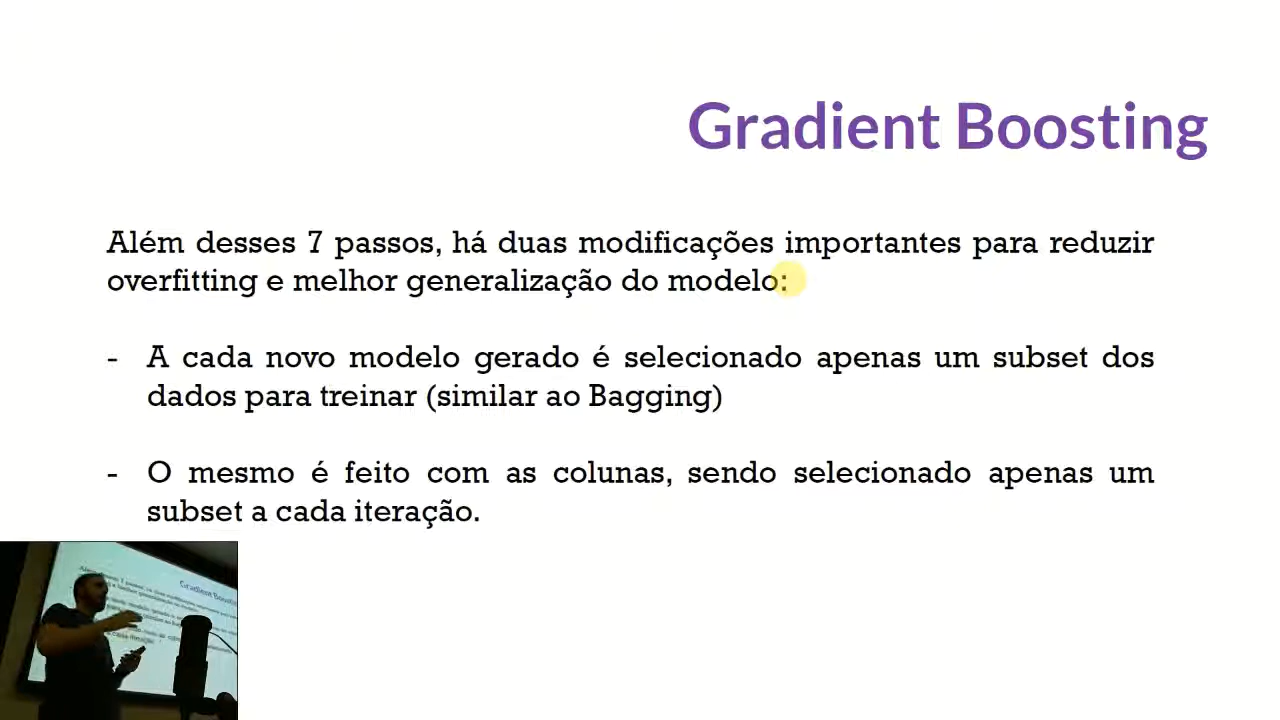 Gradient Boosting
Além desses 7 passos, há duas modificações importantes para reduzir
overfitting e melhor generalização do modelo:
- A cada novo modelo gerado é selecionado apenas um subset dos
dados para treinar (similar ao Bagging)
- O mesmo é feito com as colunas, sendo selecionado apenas um
subset a cada iteração.
Gradient Boosting